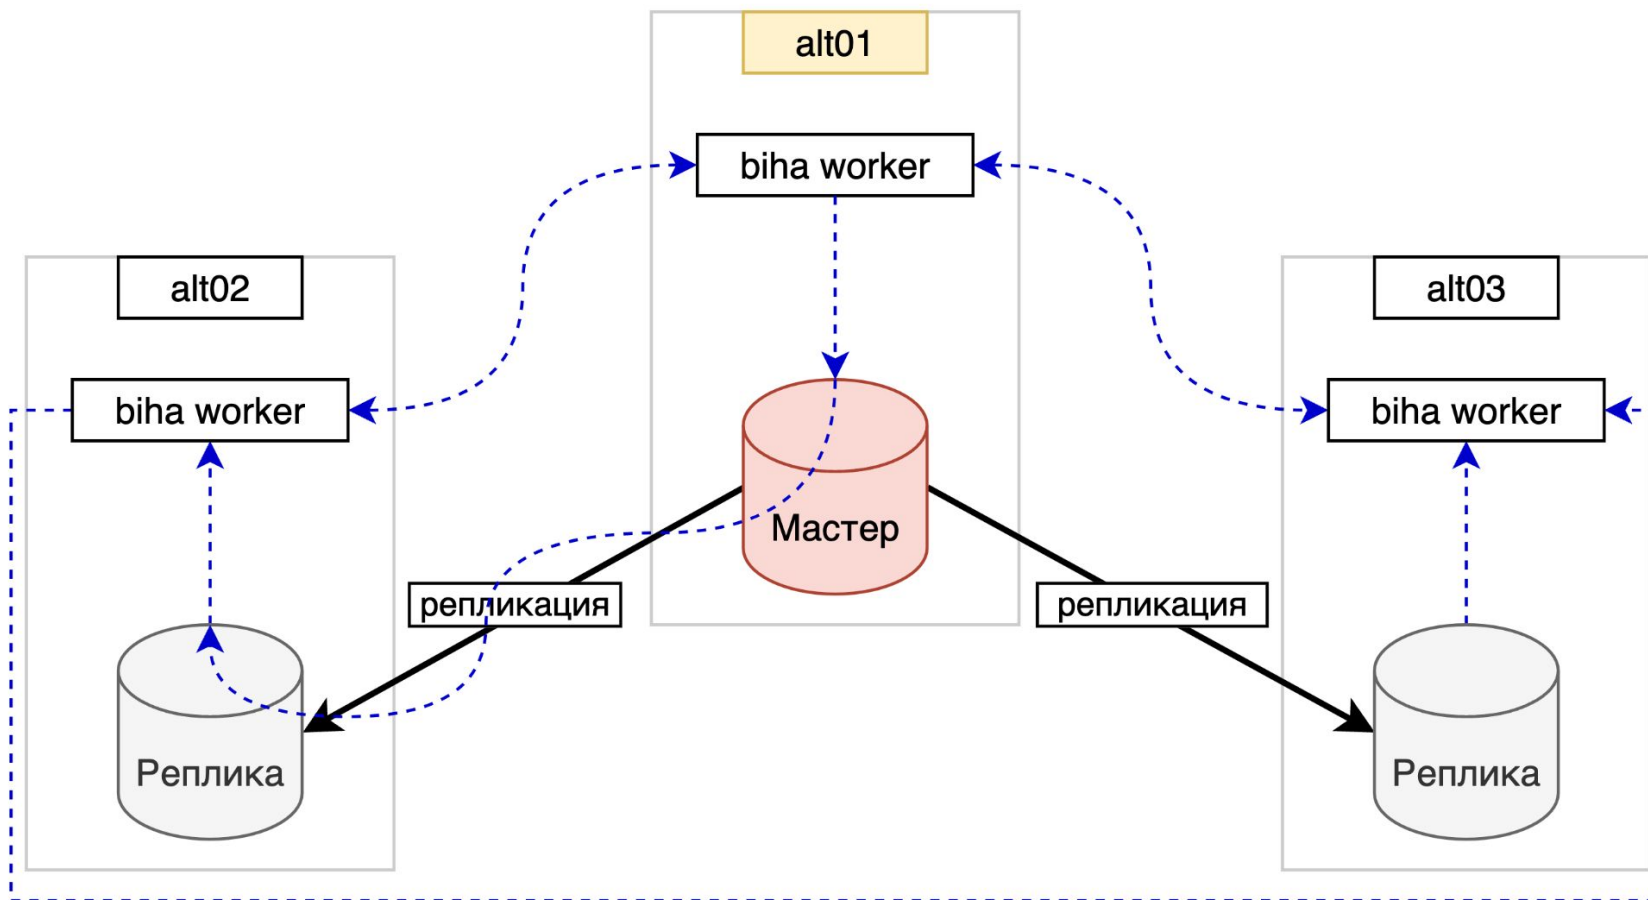 alt01
biha worker
alt02
alt03
biha worker
biha worker
Мастер
репликация
репликация
Реплика
Реплика